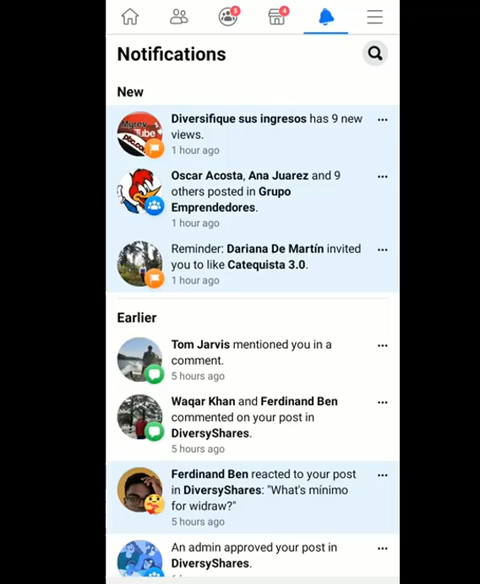 5
4
Notifications
New
Diversifique sus ingresos has 9 new
views.
1 hour ago
Oscar Acosta, Ana Juarez and 9
others posted in Grupo
Emprendedores.
1 hour ago
Reminder: Dariana De Martín invited
you to like Catequista 3.0.
1 hour ago
Earlier
Tom Jarvis mentioned you in a
comment.
5 hours ago
Waqar Khan and Ferdinand Ben
commented on your post in
DiversyShares.
5 hours ago
Ferdinand Ben reacted to your post
in DiversyShares: "What's mínimo
for widraw?"
5 hours ago
An admin approved your post in
DiversyShares.